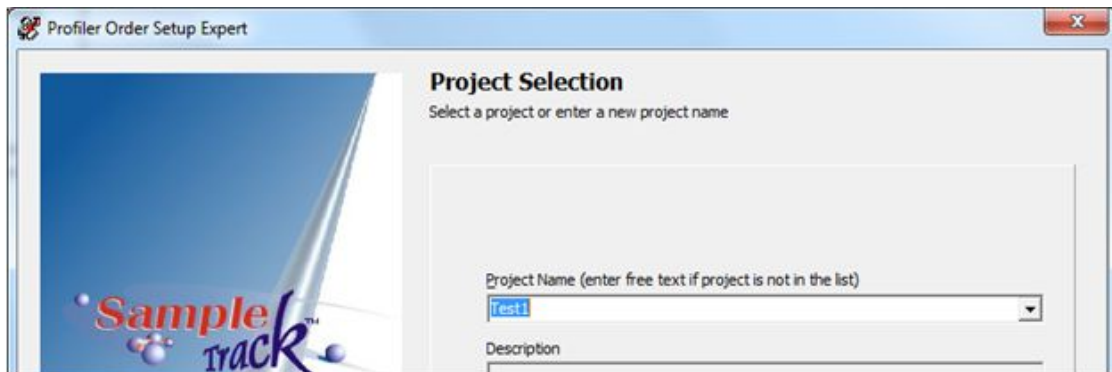 Profiler Order Setup Expert
Project Selection
Select a project or enter a new project name
Project Name (enter free text if project is not in the list)
Test1
Description
Sample
Track™